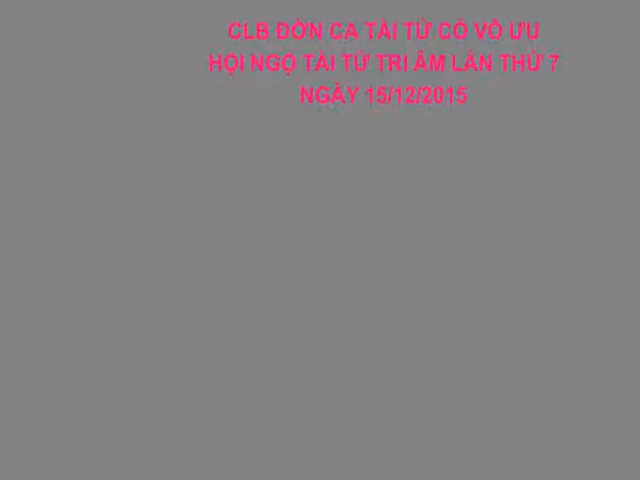 CLB ĐỜN CA TÀI TỬ CÓ VÔ ƯU
HỘI NGỘ TÀI TỬ TRI ÂM LẦN THỨ 7
NGÀY 15/12/2015